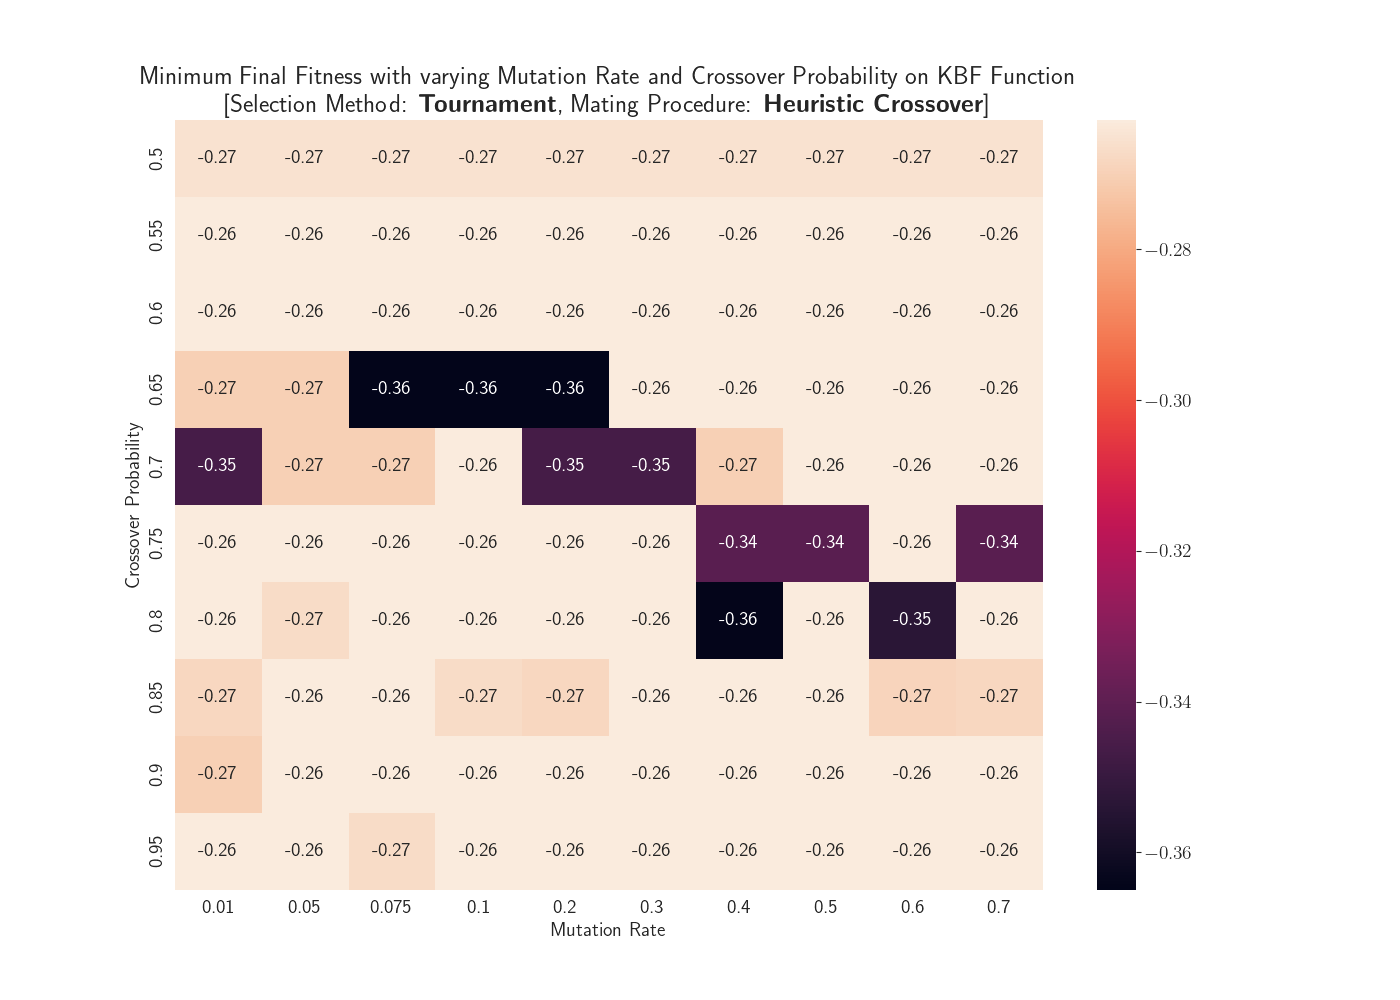 Minimum Final Fitness with varying Mutation Rate and Crossover Probability on KBF Function
[Selection Method: Tournament, Mating Procedure: Heuristic Crossover]
Crossover Probability
0.5 -0.27 -0.27 -0.27 -0.27 -0.27 -0.27 -0.27 -0.27 -0.27 -0.27
0.55 -0.26 -0.26 -0.26 -0.26 -0.26 -0.26 -0.26 -0.26 -0.26 -0.26
0.6 -0.26 -0.26 -0.26 -0.26 -0.26 -0.26 -0.26 -0.26 -0.26 -0.26
0.65 -0.27 -0.27 -0.36 -0.36 -0.36 -0.26 -0.26 -0.26 -0.26 -0.26
0.7 -0.35 -0.27 -0.27 -0.26 -0.35 -0.35 -0.27 -0.26 -0.26 -0.26
0.75 -0.26 -0.26 -0.26 -0.26 -0.26 -0.26 -0.34 -0.34 -0.26 -0.34
0.8 -0.26 -0.27 -0.26 -0.26 -0.26 -0.26 -0.36 -0.26 -0.35 -0.26
0.85 -0.27 -0.26 -0.26 -0.27 -0.27 -0.26 -0.26 -0.26 -0.27 -0.27
0.9 -0.27 -0.26 -0.26 -0.26 -0.26 -0.26 -0.26 -0.26 -0.26 -0.26
0.95 -0.26 -0.26 -0.27 -0.26 -0.26 -0.26 -0.26 -0.26 -0.26 -0.26
0.01 0.05 0.075 0.1 0.2 0.3 0.4 0.5 0.6 0.7
Mutation Rate
−0.28
−0.30
−0.32
−0.34
−0.36